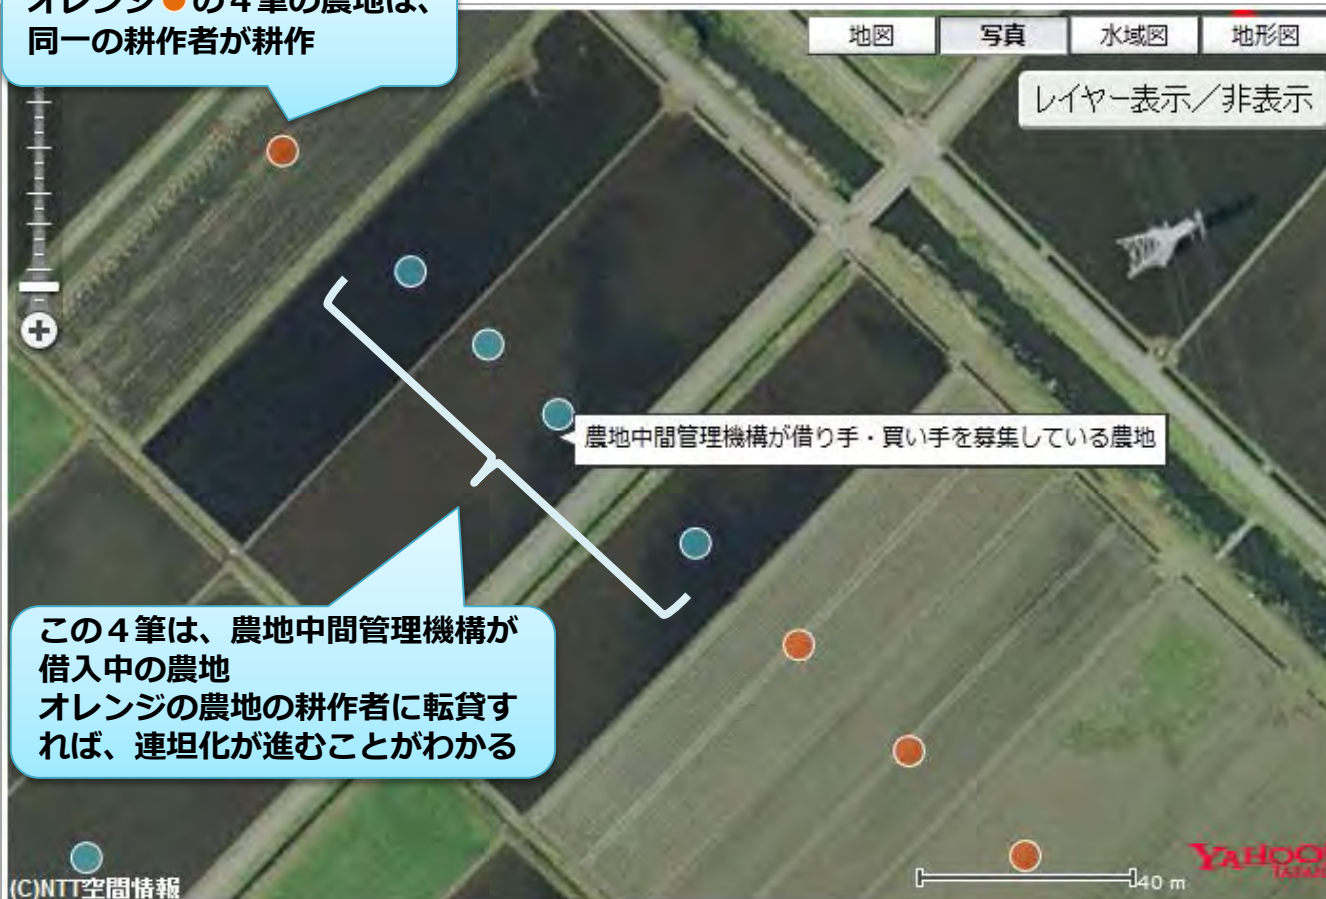 オレンジ●の４筆の農地は、
同一の耕作者が耕作
地図
写真
水域図
地形図
レイヤー表示／非表示
農地中間管理機構が借り手・買い手を募集している農地
この４筆は、農地中間管理機構が
借入中の農地
オレンジの農地の耕作者に転貸す
れば、連坦化が進むことがわかる
40 m
YAHOO
JAPAN
(C)NTT空間情報